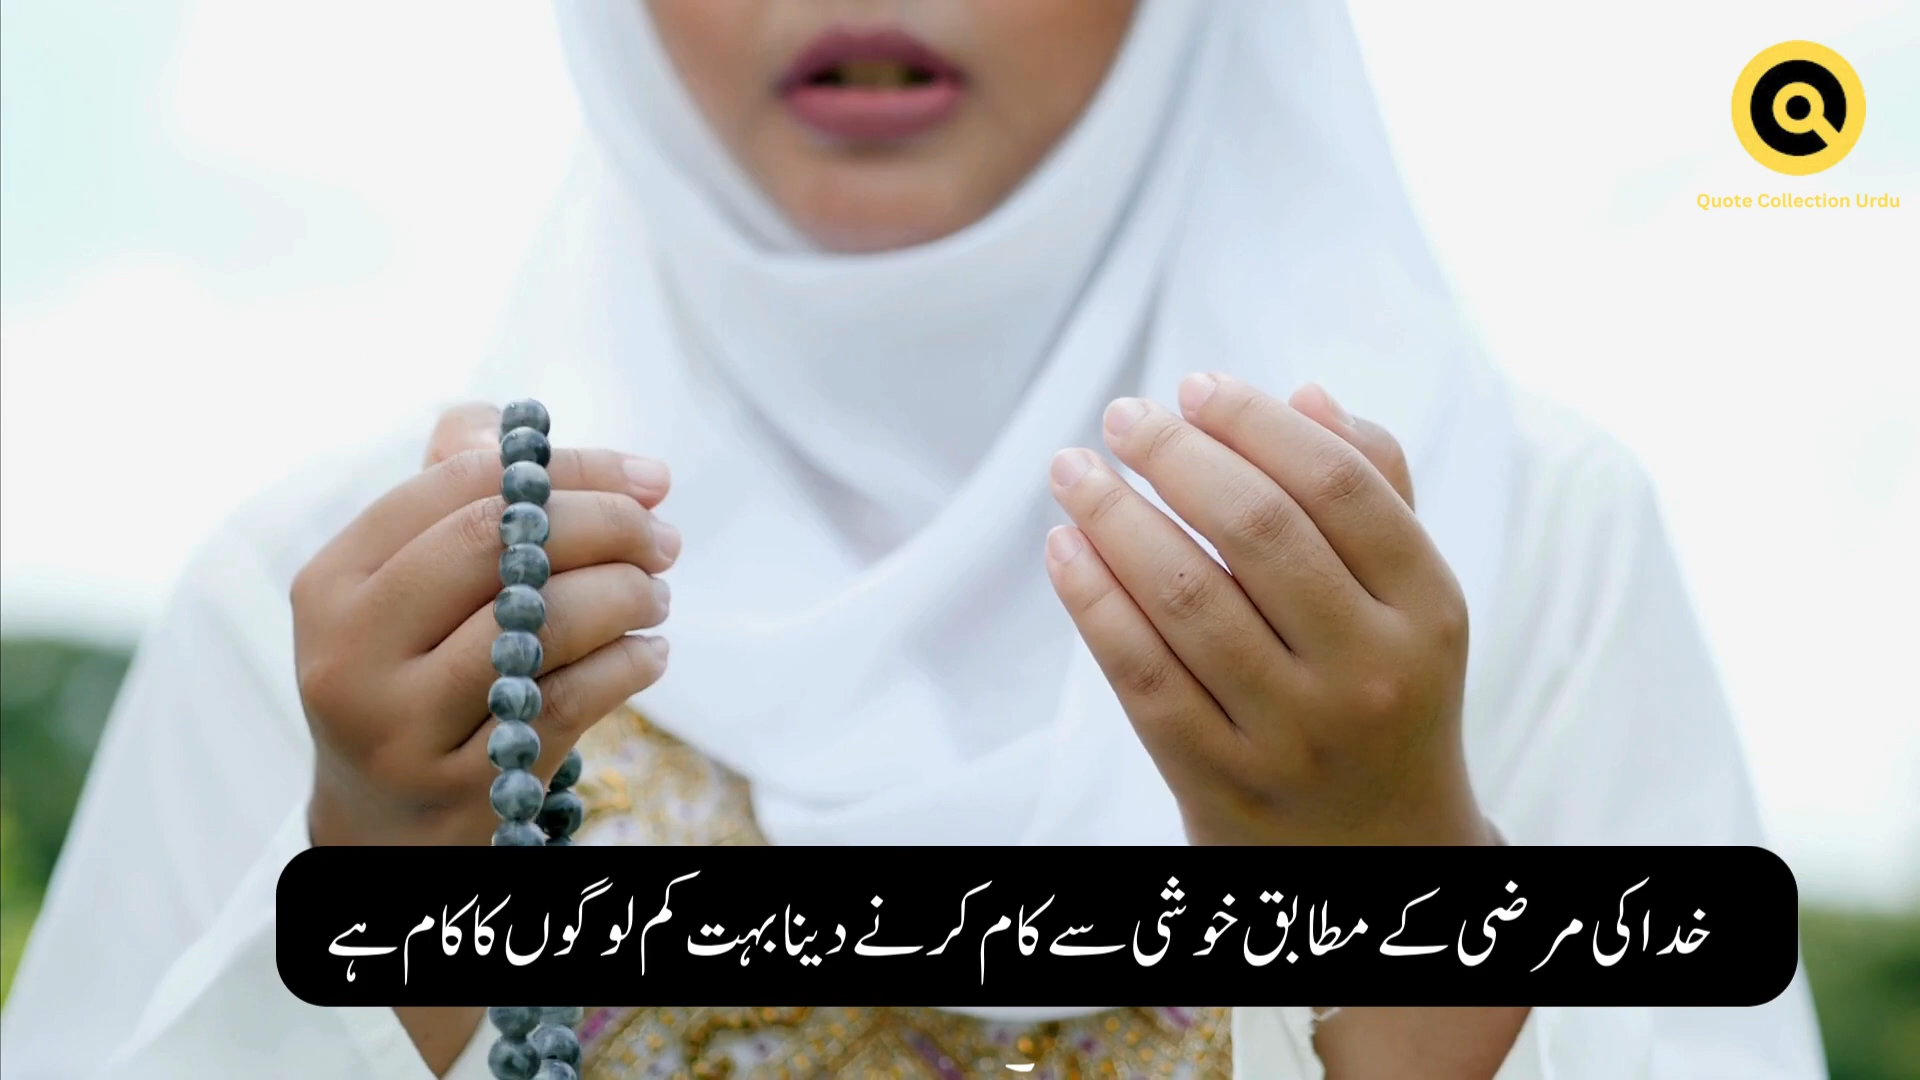 Quote Collection Urdu
خدا کی مرضی کے مطابق خوشی سے کام کرنے دینا بہت کم لوگوں کا کام ہے